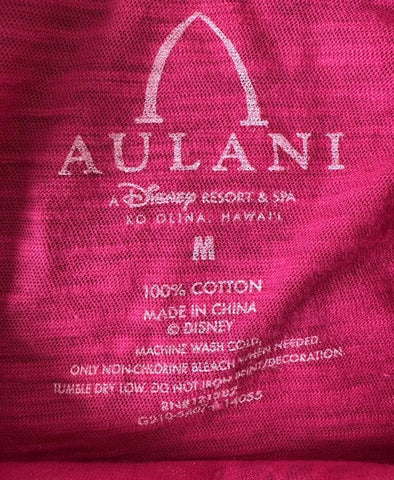 AULANI
A Disney RESORT & SPA
KO OLINA, HAWAI'I
M
100% COTTON
MADE IN CHINA
© DISNEY
MACHINE WASH COLD,
ONLY NON-CHLORINE BLEACH WHEN NEEDED
TUMBLE DRY LOW. DO NOT IRON PRINT/DECORATION